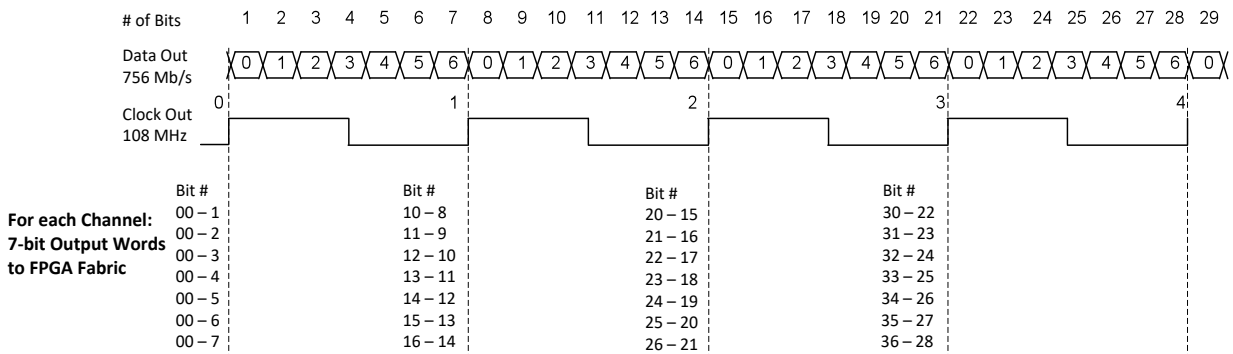 # of Bits 1 2 3 4 5 6 7 8 9 10 11 12 13 14 15 16 17 18 19 20 21 22 23 24 25 26 27 28 29
Data Out
756 Mb/s
0 1 2 3 4 5 6 0 1 2 3 4 5 6 0 1 2 3 4 5 6 0 1 2 3 4 5 6 0
0 1 2 3 4
Clock Out
108 MHz
For each Channel:
7-bit Output Words
to FPGA Fabric
Bit #
00 – 1
00 – 2
00 – 3
00 – 4
00 – 5
00 – 6
00 – 7
Bit #
10 – 8
11 – 9
12 – 10
13 – 11
14 – 12
15 – 13
16 – 14
Bit #
20 – 15
21 – 16
22 – 17
23 – 18
24 – 19
25 – 20
26 – 21
Bit #
30 – 22
31 – 23
32 – 24
33 – 25
34 – 26
35 – 27
36 – 28